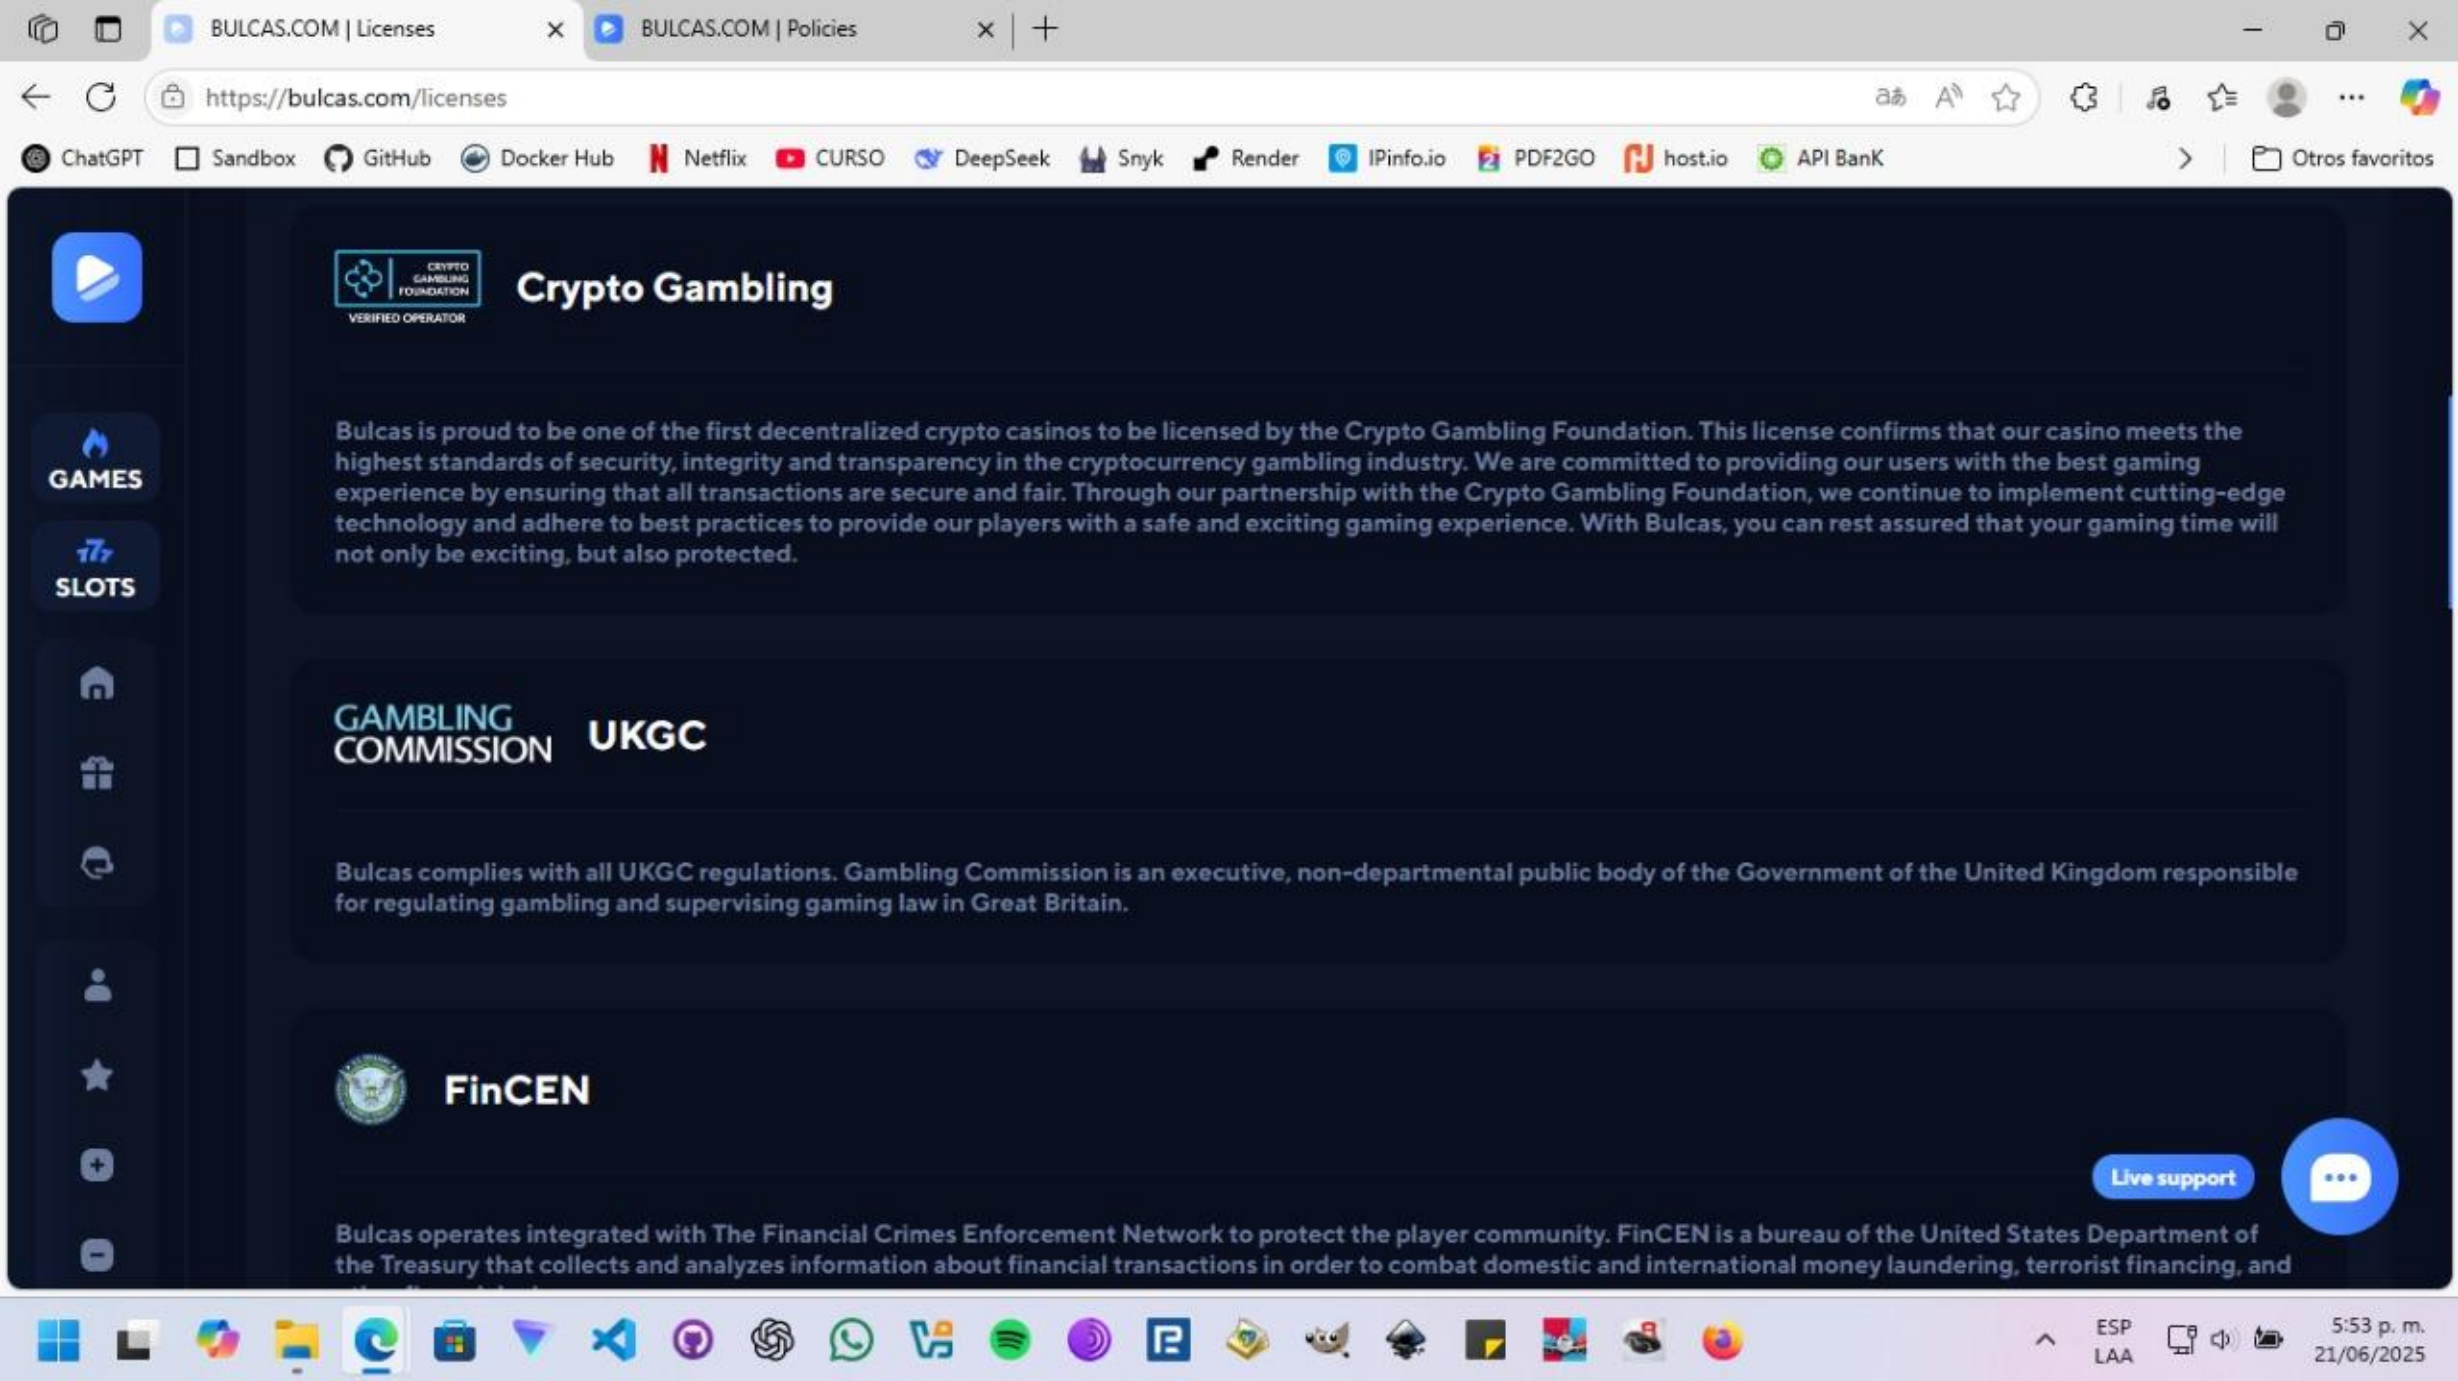 BULCAS.COM | Licenses
BULCAS.COM | Policies
https://bulcas.com/licenses
ChatGPT
Sandbox
GitHub
Docker Hub
Netflix
CURSO
DeepSeek
Snyk
Render
IPinfo.io
PDF2GO
host.io
API BanK
Otros favoritos
GAMES
SLOTS
CRYPTO
GAMBLING
FOUNDATION
VERIFIED OPERATOR
Crypto Gambling
Bulcas is proud to be one of the first decentralized crypto casinos to be licensed by the Crypto Gambling Foundation. This license confirms that our casino meets the
highest standards of security, integrity and transparency in the cryptocurrency gambling industry. We are committed to providing our users with the best gaming
experience by ensuring that all transactions are secure and fair. Through our partnership with the Crypto Gambling Foundation, we continue to implement cutting-edge
technology and adhere to best practices to provide our players with a safe and exciting gaming experience. With Bulcas, you can rest assured that your gaming time will
not only be exciting, but also protected.
GAMBLING
COMMISSION
UKGC
Bulcas complies with all UKGC regulations. Gambling Commission is an executive, non-departmental public body of the Government of the United Kingdom responsible
for regulating gambling and supervising gaming law in Great Britain.
FinCEN
Bulcas operates integrated with The Financial Crimes Enforcement Network to protect the player community. FinCEN is a bureau of the United States Department of
the Treasury that collects and analyzes information about financial transactions in order to combat domestic and international money laundering, terrorist financing, and
Live support
ESP
LAA
5:53 p. m.
21/06/2025